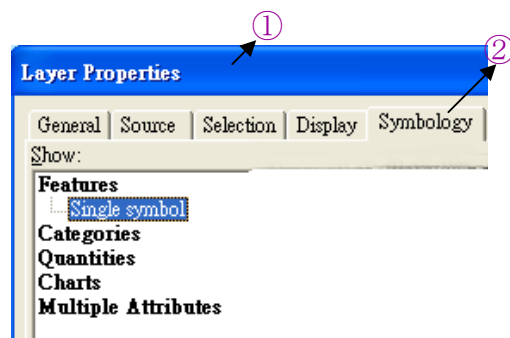 ①
②
Layer Properties
General Source Selection Display Symbology
Show:
Features
Single symbol
Categories
Quantities
Charts
Multiple Attributes